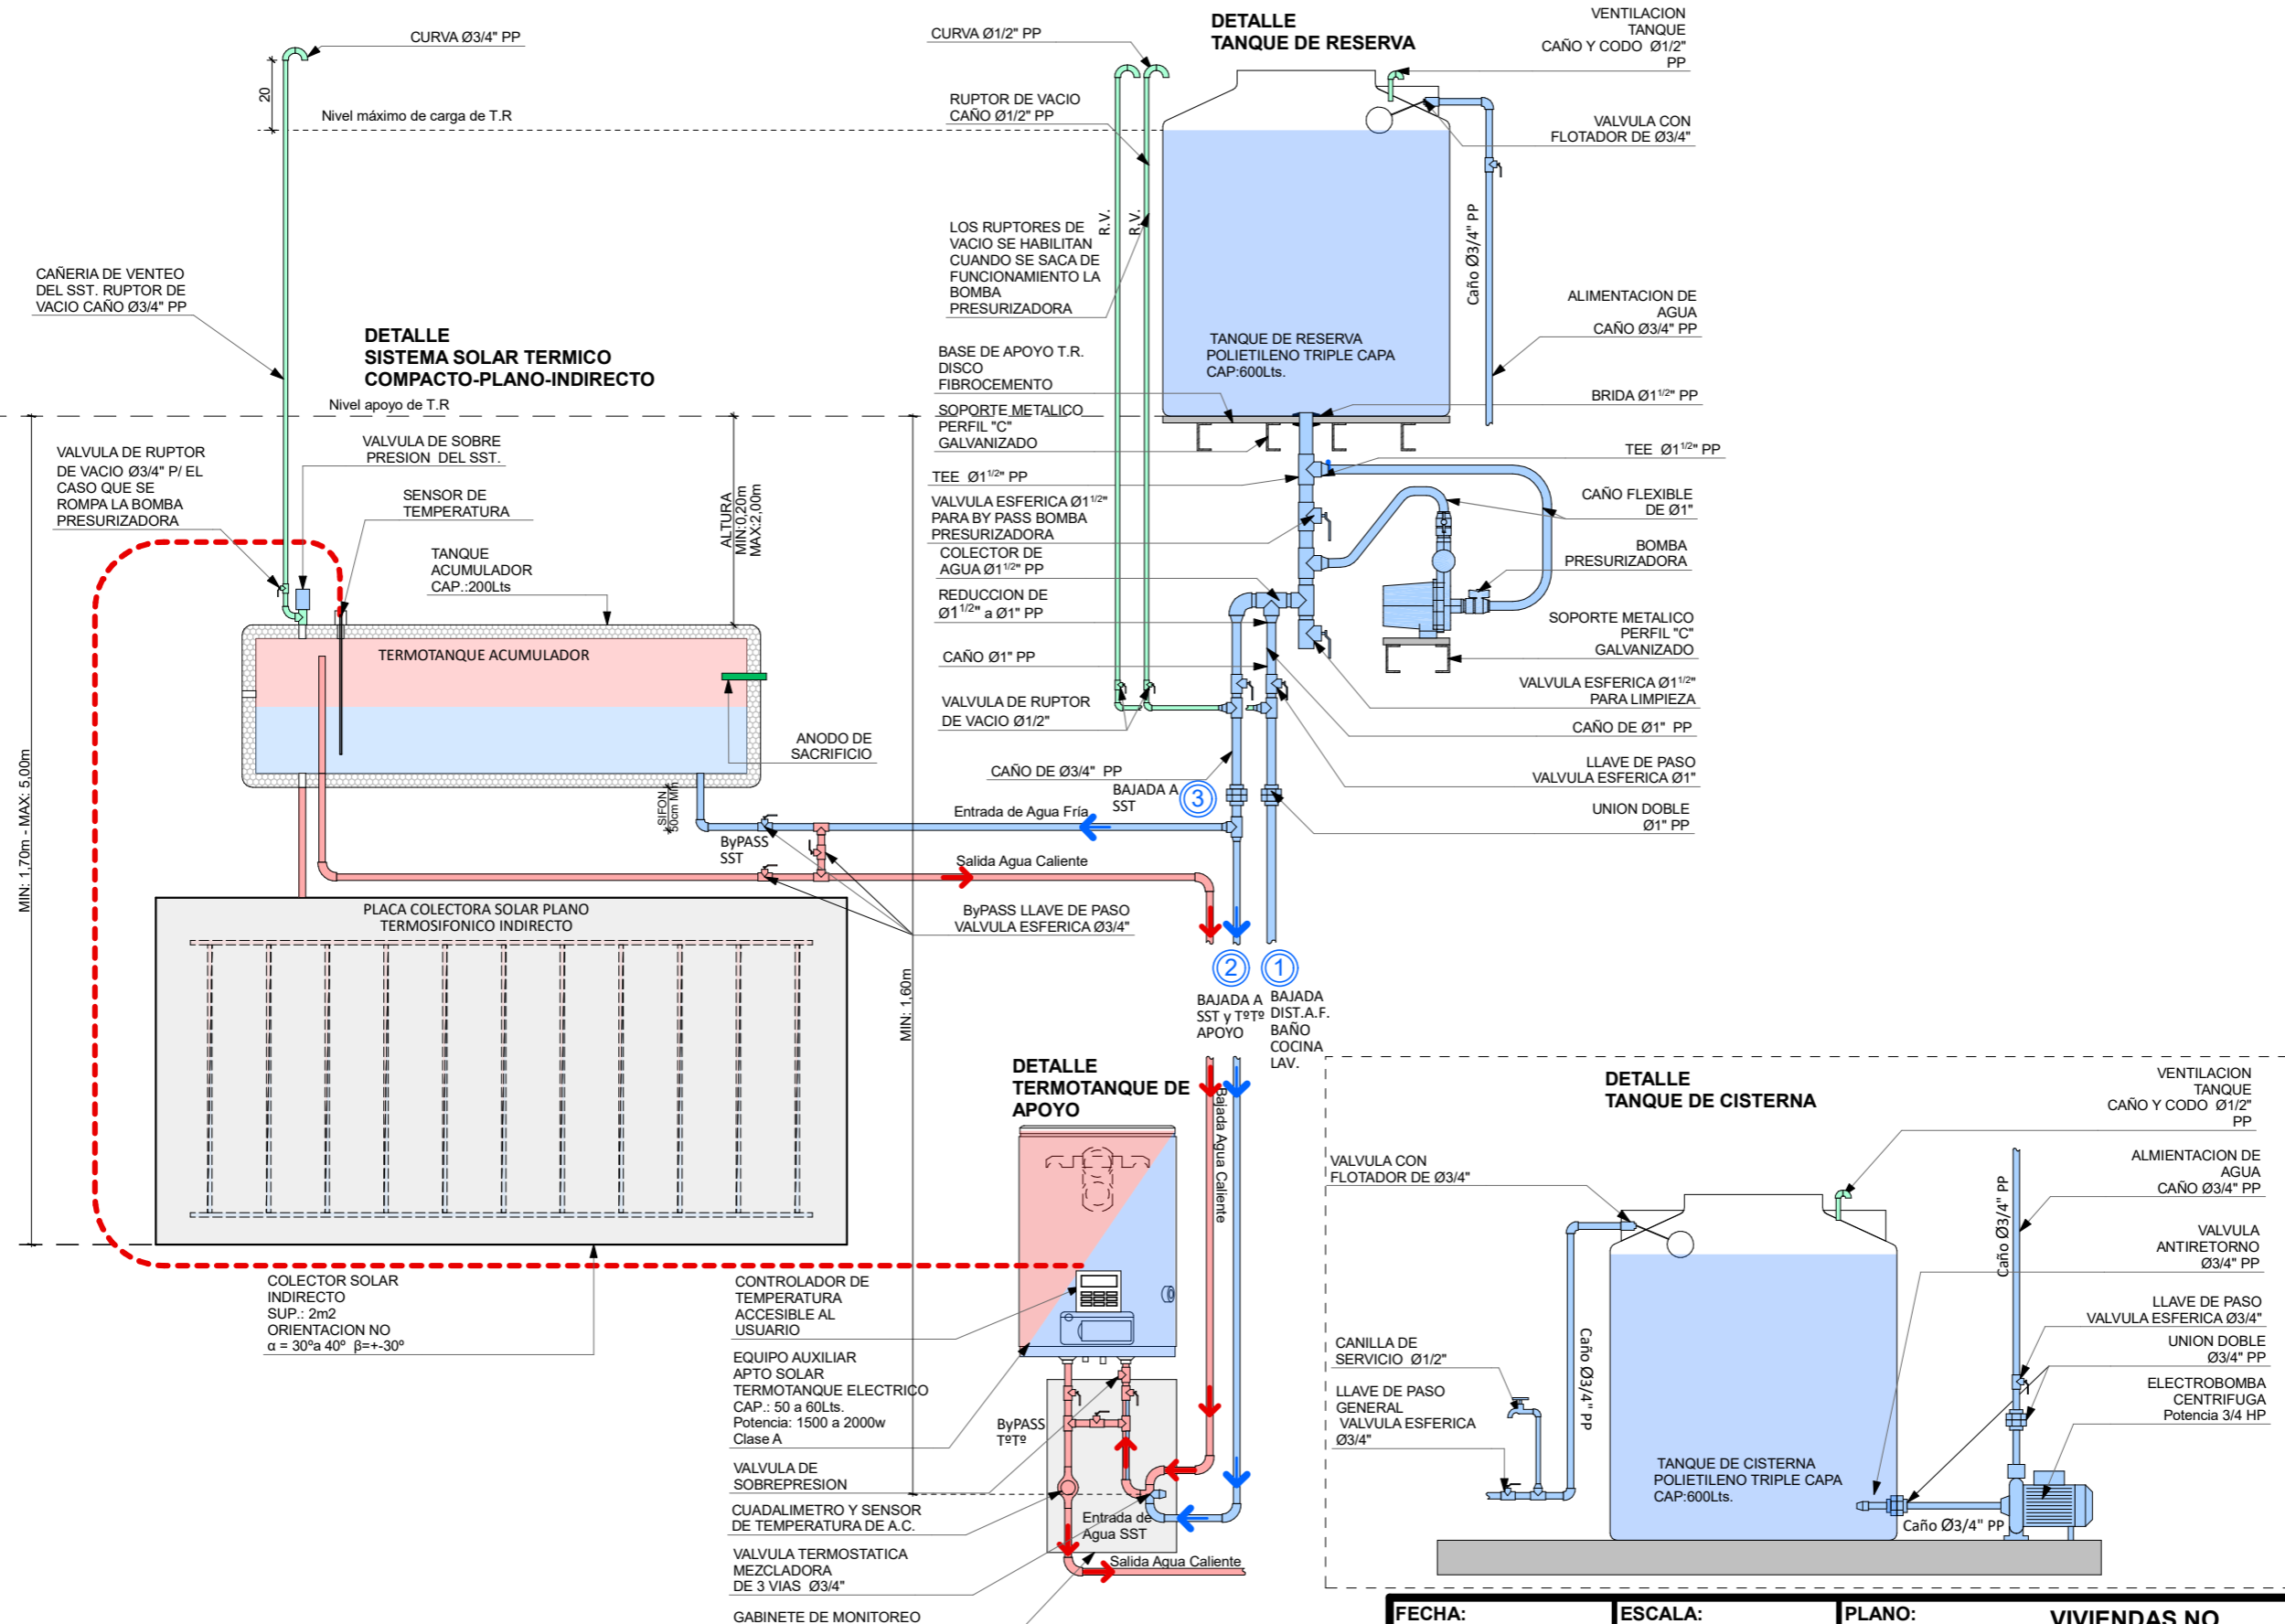 CURVA Ø3/4" PP
20
Nivel máximo de carga de T.R
CAÑERIA DE VENTEO
DEL SST. RUPTOR DE
VACIO CAÑO Ø3/4" PP
DETALLE
SISTEMA SOLAR TERMICO
COMPACTO-PLANO-INDIRECTO
Nivel apoyo de T.R
VALVULA DE RUPTOR
DE VACIO Ø3/4" P/ EL
CASO QUE SE
ROMPA LA BOMBA
PRESURIZADORA
VALVULA DE SOBRE
PRESION DEL SST.
SENSOR DE
TEMPERATURA
TANQUE
ACUMULADOR
CAP.:200Lts
ALTURA
MIN:0,20m
MAX:2,00m
TERMOTANQUE ACUMULADOR
ANODO DE
SACRIFICIO
MIN: 1,70m - MAX: 5,00m
SIFON
50cm Min
ByPASS
SST
Entrada de Agua Fría
Salida Agua Caliente
ByPASS LLAVE DE PASO
VALVULA ESFERICA Ø3/4"
PLACA COLECTORA SOLAR PLANO
TERMOSIFONICO INDIRECTO
COLECTOR SOLAR
INDIRECTO
SUP.: 2m2
ORIENTACION NO
α = 30ºa 40º β=+-30º
DETALLE
TANQUE DE RESERVA
CURVA Ø1/2" PP
RUPTOR DE VACIO
CAÑO Ø1/2" PP
R.V.
R.V.
LOS RUPTORES DE
VACIO SE HABILITAN
CUANDO SE SACA DE
FUNCIONAMIENTO LA
BOMBA
PRESURIZADORA
BASE DE APOYO T.R.
DISCO
FIBROCEMENTO
SOPORTE METALICO
PERFIL "C"
GALVANIZADO
TEE Ø1 1/2" PP
VALVULA ESFERICA Ø1 1/2"
PARA BY PASS BOMBA
PRESURIZADORA
COLECTOR DE
AGUA Ø1 1/2" PP
REDUCCION DE
Ø1 1/2" a Ø1" PP
CAÑO Ø1" PP
VALVULA DE RUPTOR
DE VACIO Ø1/2"
CAÑO DE Ø3/4" PP
BAJADA A
SST
3
VENTILACION
TANQUE
CAÑO Y CODO Ø1/2"
PP
VALVULA CON
FLOTADOR DE Ø3/4"
Caño Ø3/4" PP
ALIMENTACION DE
AGUA
CAÑO Ø3/4" PP
TANQUE DE RESERVA
POLIETILENO TRIPLE CAPA
CAP:600Lts.
BRIDA Ø1 1/2" PP
TEE Ø1 1/2" PP
CAÑO FLEXIBLE
DE Ø1"
BOMBA
PRESURIZADORA
SOPORTE METALICO
PERFIL "C"
GALVANIZADO
VALVULA ESFERICA Ø1 1/2"
PARA LIMPIEZA
CAÑO DE Ø1" PP
LLAVE DE PASO
VALVULA ESFERICA Ø1"
UNION DOBLE
Ø1" PP
MIN: 1,60m
2
BAJADA A
SST y TºTº
APOYO
1
BAJADA
DIST.A.F.
BAÑO
COCINA
LAV.
DETALLE
TERMOTANQUE DE
APOYO
Bajada Agua Caliente
CONTROLADOR DE
TEMPERATURA
ACCESIBLE AL
USUARIO
EQUIPO AUXILIAR
APTO SOLAR
TERMOTANQUE ELECTRICO
CAP.: 50 a 60Lts.
Potencia: 1500 a 2000w
Clase A
ByPASS
TºTº
VALVULA DE
SOBREPRESION
CUADALIMETRO Y SENSOR
DE TEMPERATURA DE A.C.
VALVULA TERMOSTATICA
MEZCLADORA
DE 3 VIAS Ø3/4"
GABINETE DE MONITOREO
Entrada de
Agua SST
Salida Agua Caliente
DETALLE
TANQUE DE CISTERNA
VENTILACION
TANQUE
CAÑO Y CODO Ø1/2"
PP
VALVULA CON
FLOTADOR DE Ø3/4"
ALMIENTACION DE
AGUA
CAÑO Ø3/4" PP
Caño Ø3/4" PP
VALVULA
ANTIRETORNO
Ø3/4" PP
LLAVE DE PASO
VALVULA ESFERICA Ø3/4"
UNION DOBLE
Ø3/4" PP
ELECTROBOMBA
CENTRIFUGA
Potencia 3/4 HP
CANILLA DE
SERVICIO Ø1/2"
LLAVE DE PASO
GENERAL
VALVULA ESFERICA
Ø3/4"
Caño Ø3/4" PP
TANQUE DE CISTERNA
POLIETILENO TRIPLE CAPA
CAP:600Lts.
Caño Ø3/4" PP
FECHA:
ESCALA:
PLANO:
VIVIENDAS NO